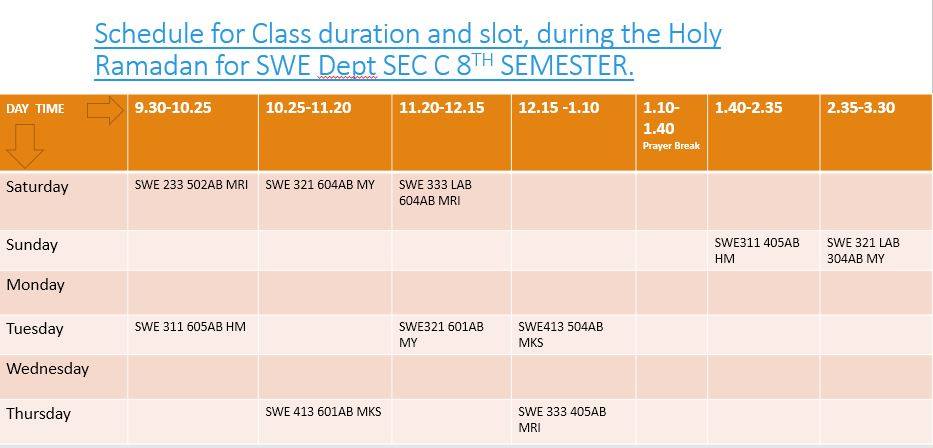 Schedule for Class duration and slot, during the Holy
Ramadan for SWE Dept SEC C 8TH SEMESTER.
DAY TIME 9.30-10.25 10.25-11.20 11.20-12.15 12.15 -1.10 1.10- 1.40-2.35 2.35-3.30
1.40
Prayer Break
Saturday SWE 233 502AB MRI SWE 321 604AB MY SWE 333 LAB
604AB MRI
Sunday SWE311 405AB SWE 321 LAB
HM 304AB MY
Monday
Tuesday SWE 311 605AB HM SWE321 601AB SWE413 504AB
MY MKS
Wednesday
Thursday SWE 413 601AB MKS SWE 333 405AB
MRI